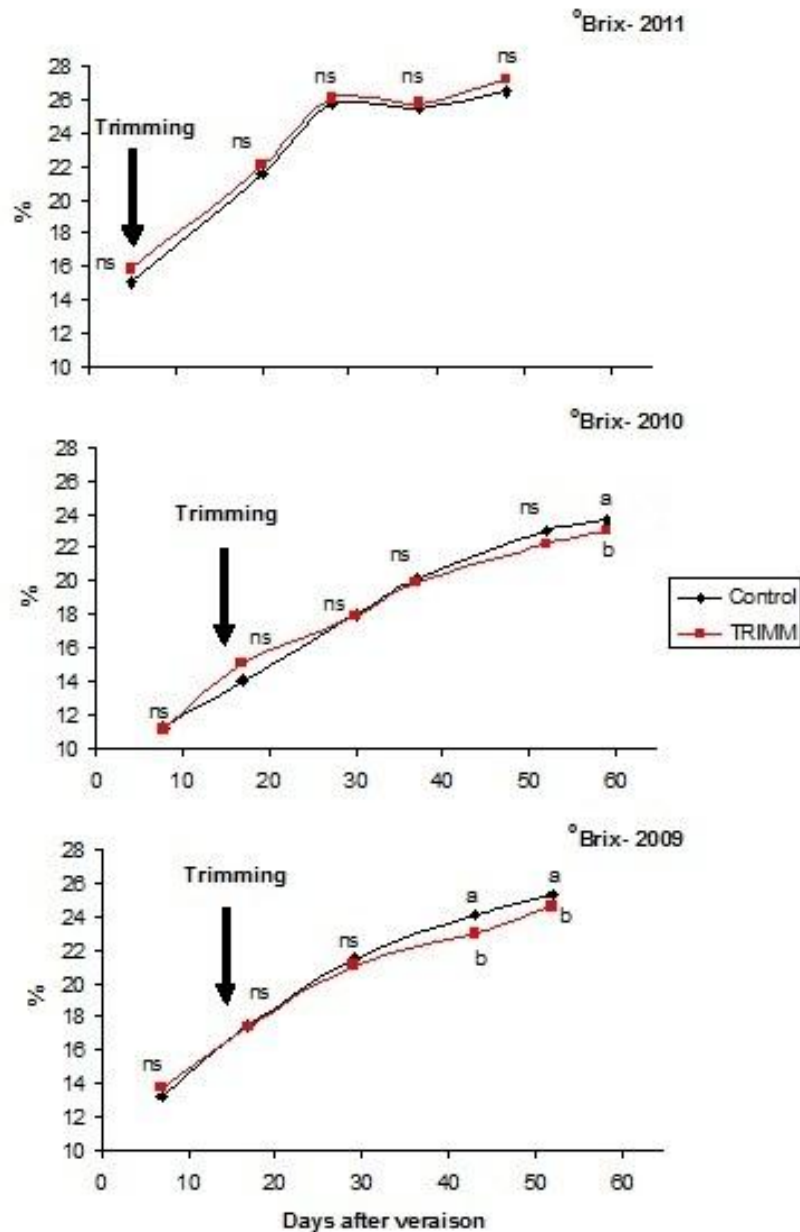 °Brix- 2011
28
26
24
22
20
18
16
14
12
10
%
Trimming
ns
ns
ns
ns
ns
°Brix- 2010
28
26
24
22
20
18
16
14
12
10
%
Trimming
ns
ns
ns
ns
ns
a
b
0 10 20 30 40 50 60
Control
TRIMM
°Brix- 2009
28
26
24
22
20
18
16
14
12
10
%
Trimming
ns
ns
ns
a
b
a
b
0 10 20 30 40 50 60
Days after veraison